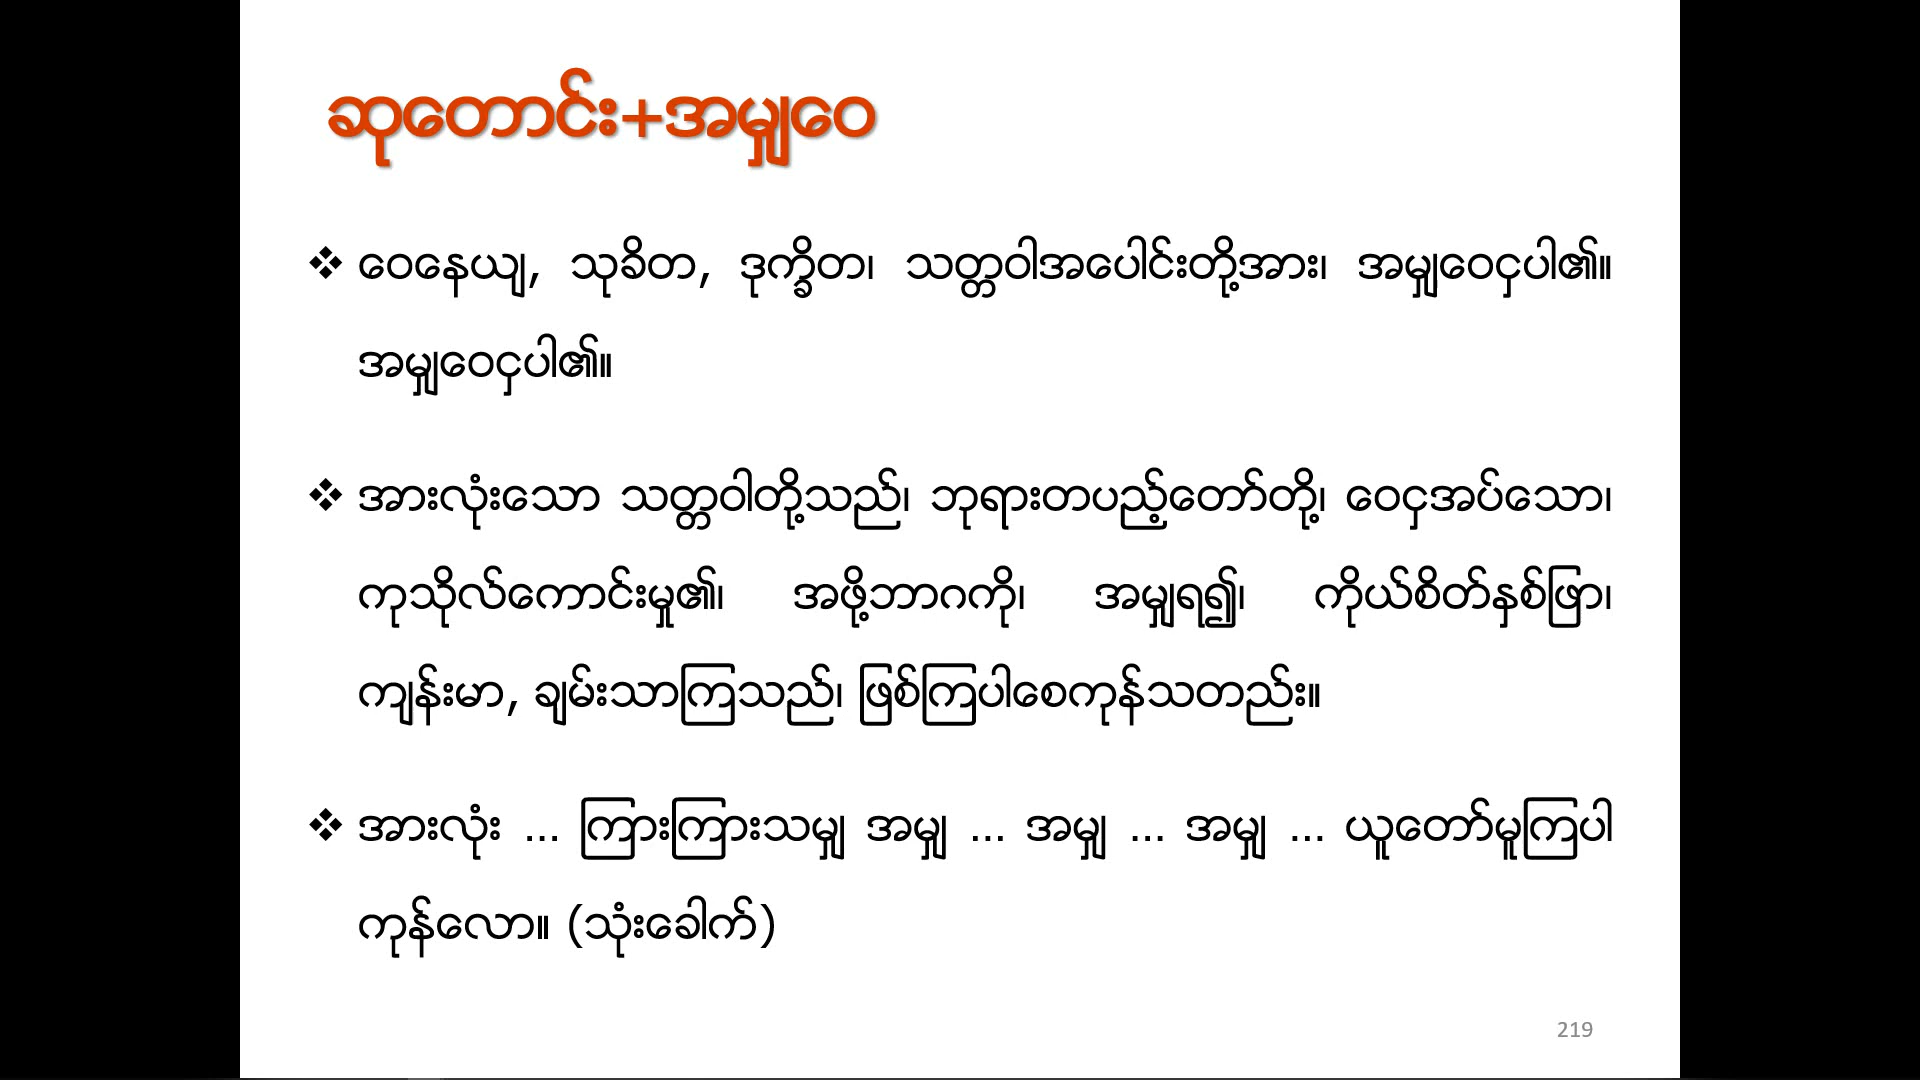 ဆုတောင်း+အမျှဝေ
❖ ဝေနေယျ, သုခိတ, ဒုက္ခိတ၊ သတ္တဝါအပေါင်းတို့အား၊ အမျှဝေငှပါ၏။
အမျှဝေငှပါ၏။
❖ အားလုံးသော သတ္တဝါတို့သည်၊ ဘုရားတပည့်တော်တို့၊ ဝေငှအပ်သော၊
ကုသိုလ်ကောင်းမှု၏၊ အဖို့ဘာဂကို၊ အမျှရ၍၊ ကိုယ်စိတ်နှစ်ဖြာ၊
ကျန်းမာ, ချမ်းသာကြသည်၊ ဖြစ်ကြပါစေကုန်သတည်း။
❖ အားလုံး ... ကြားကြားသမျှ အမျှ ... အမျှ ... အမျှ ... ယူတော်မူကြပါ
ကုန်လော။ (သုံးခေါက်)
219